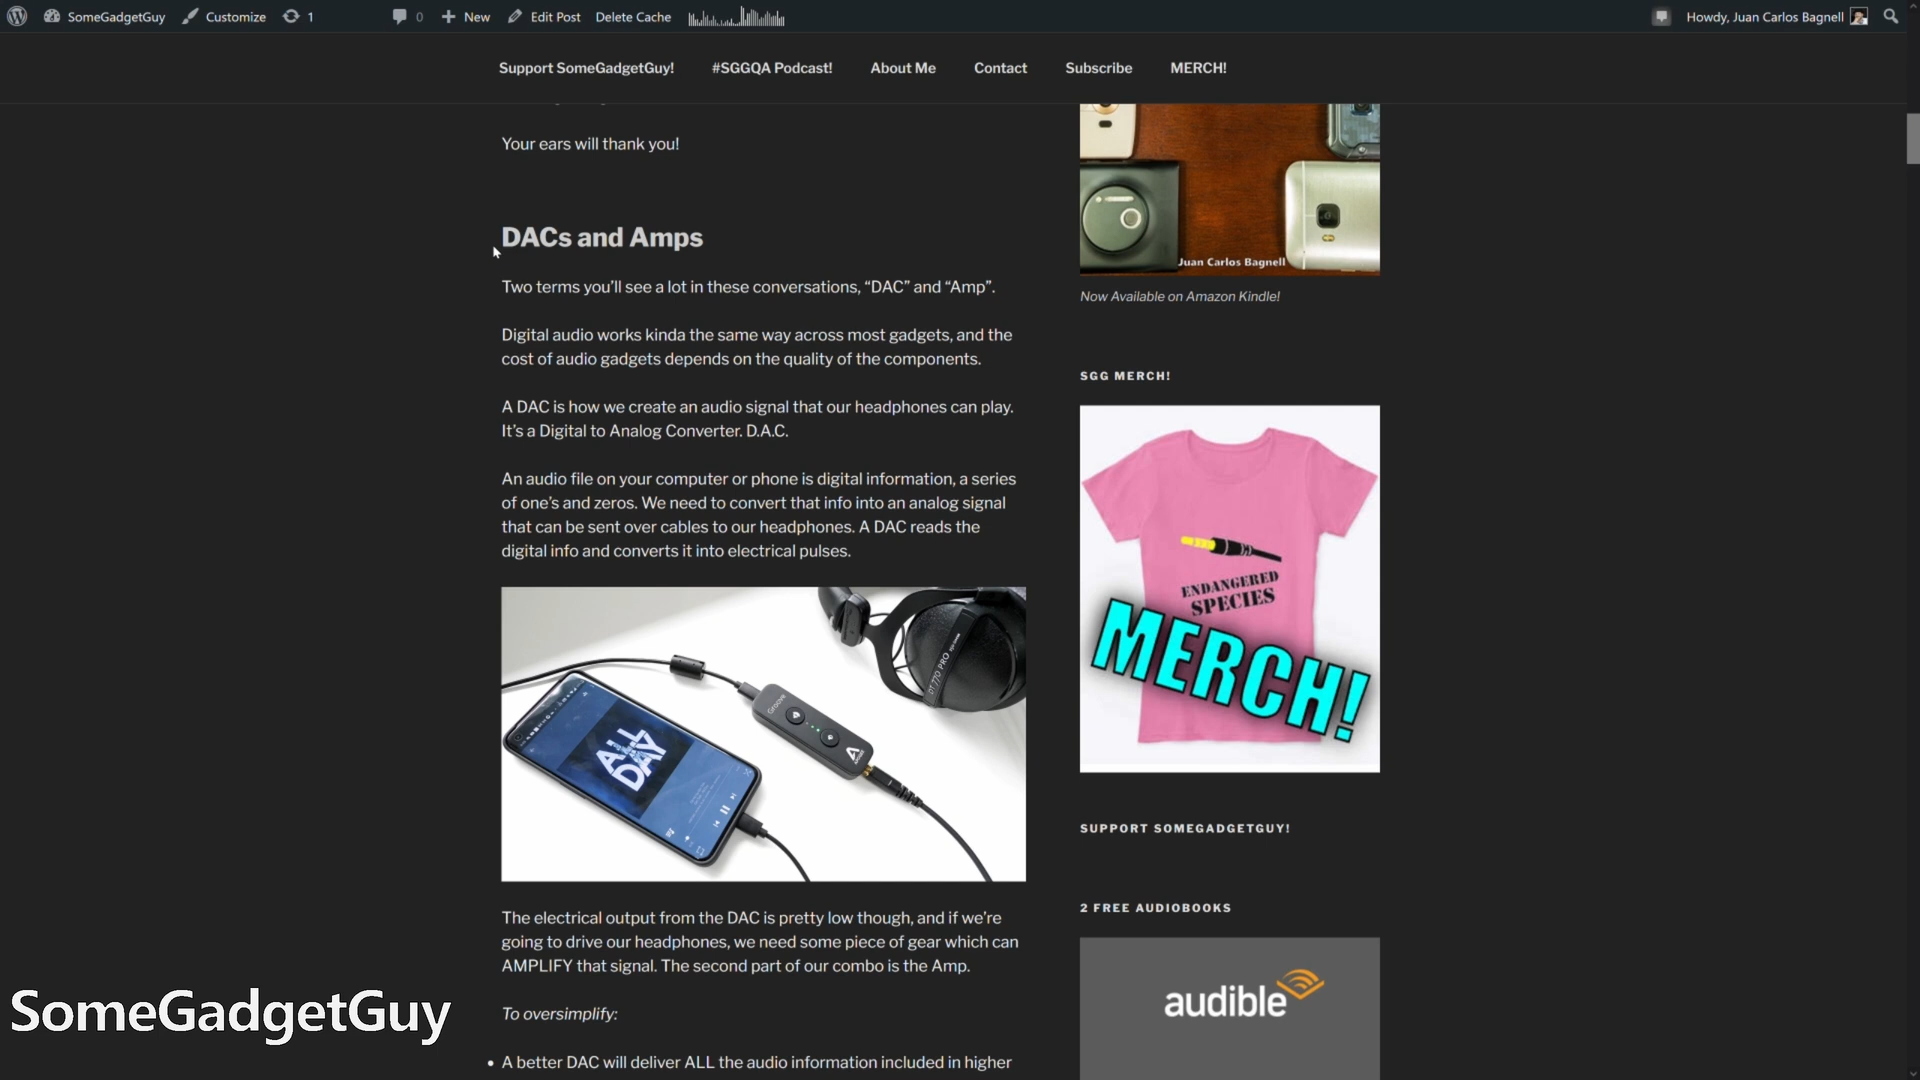 SomeGadgetGuy
Customize
1
0
New
Edit Post
Delete Cache
Howdy, Juan Carlos Bagnell
Support SomeGadgetGuy!
#SGGQA Podcast!
About Me
Contact
Subscribe
MERCH!
Your ears will thank you!
DACs and Amps
Two terms you'll see a lot in these conversations, “DAC” and “Amp”.
Digital audio works kinda the same way across most gadgets, and the
cost of audio gadgets depends on the quality of the components.
A DAC is how we create an audio signal that our headphones can play.
It’s a Digital to Analog Converter. D.A.C.
An audio file on your computer or phone is digital information, a series
of one’s and zeros. We need to convert that info into an analog signal
that can be sent over cables to our headphones. A DAC reads the
digital info and converts it into electrical pulses.
Groove
DT 770 PRO
ALL
DAY
The electrical output from the DAC is pretty low though, and if we’re
going to drive our headphones, we need some piece of gear which can
AMPLIFY that signal. The second part of our combo is the Amp.
To oversimplify:
• A better DAC will deliver ALL the audio information included in higher
Juan Carlos Bagnell
Now Available on Amazon Kindle!
SGG MERCH!
ENDANGERED
SPECIES
MERCH!
SUPPORT SOMEGADGETGUY!
2 FREE AUDIOBOOKS
audible
SomeGadgetGuy